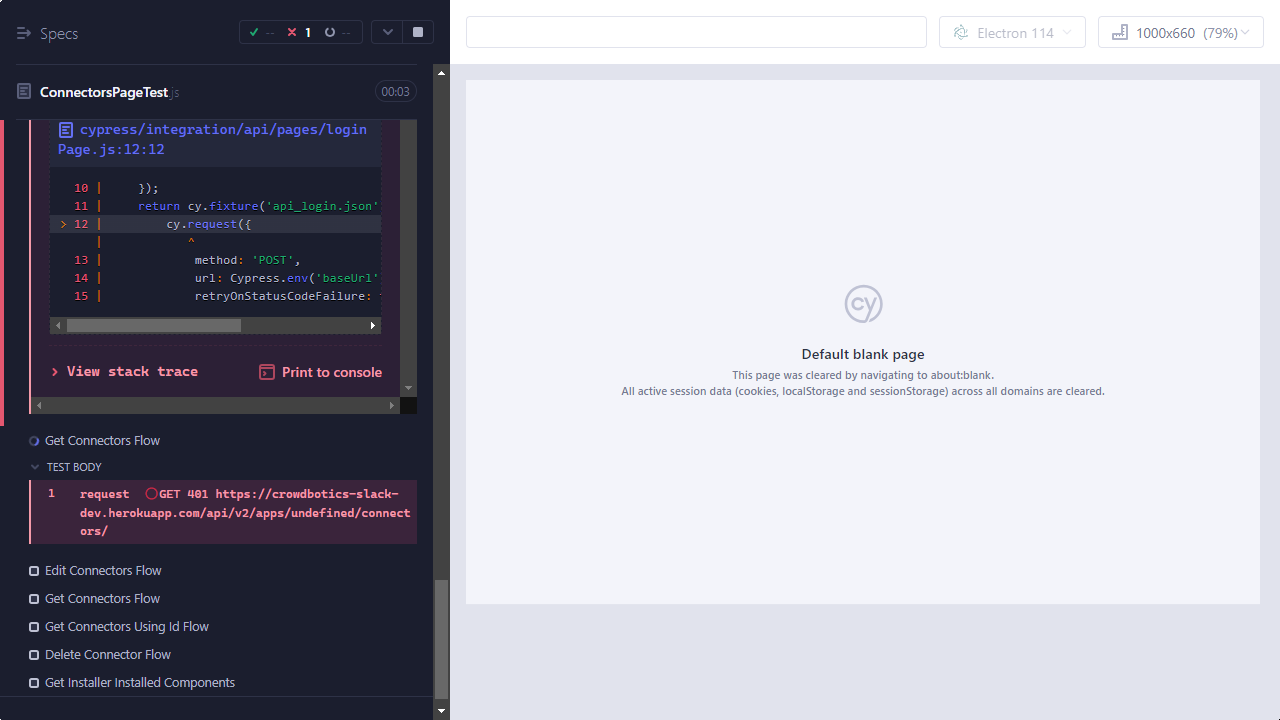 Specs
-- 1 --
ConnectorsPageTest.js
00:03
cypress/integration/api/pages/login
Page.js:12:12
10 | });
11 | return cy.fixture('api_login.json'
> 12 | cy.request({
| ^
13 | method: 'POST',
14 | url: Cypress.env('baseUrl'
15 | retryOnStatusCodeFailure:
View stack trace
Print to console
Get Connectors Flow
TEST BODY
1 request GET 401 https://crowdbotics-slack-
dev.herokuapp.com/api/v2/apps/undefined/connect
ors/
Edit Connectors Flow
Get Connectors Flow
Get Connectors Using Id Flow
Delete Connector Flow
Get Installer Installed Components
Electron 114
1000x660 (79%)
cy
Default blank page
This page was cleared by navigating to about:blank.
All active session data (cookies, localStorage and sessionStorage) across all domains are cleared.